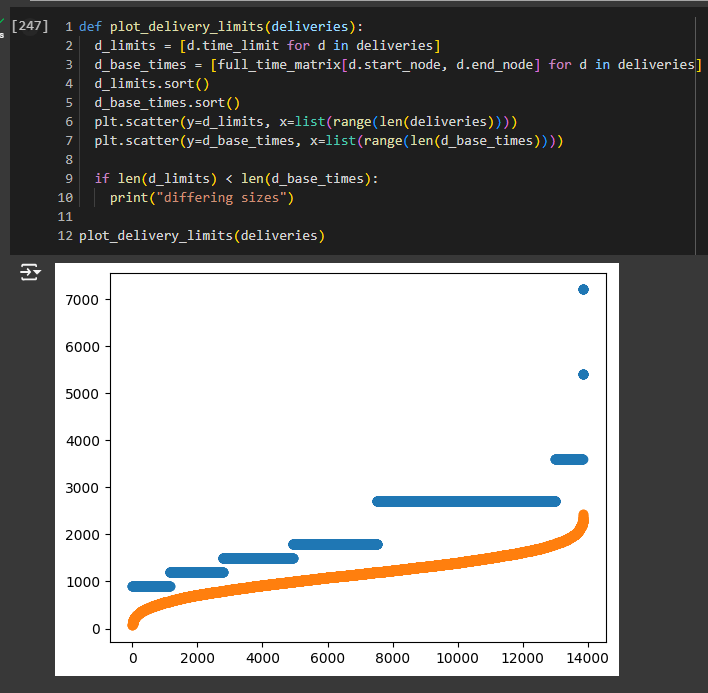 [247]
1 def plot_delivery_limits(deliveries):
2   d_limits = [d.time_limit for d in deliveries]
3   d_base_times = [full_time_matrix[d.start_node, d.end_node] for d in deliveries]
4   d_limits.sort()
5   d_base_times.sort()
6   plt.scatter(y=d_limits, x=list(range(len(deliveries))))
7   plt.scatter(y=d_base_times, x=list(range(len(d_base_times))))
8
9   if len(d_limits) < len(d_base_times):
10     print("differing sizes")
11
12 plot_delivery_limits(deliveries)
s
7000
6000
5000
4000
3000
2000
1000
0
0 2000 4000 6000 8000 10000 12000 14000